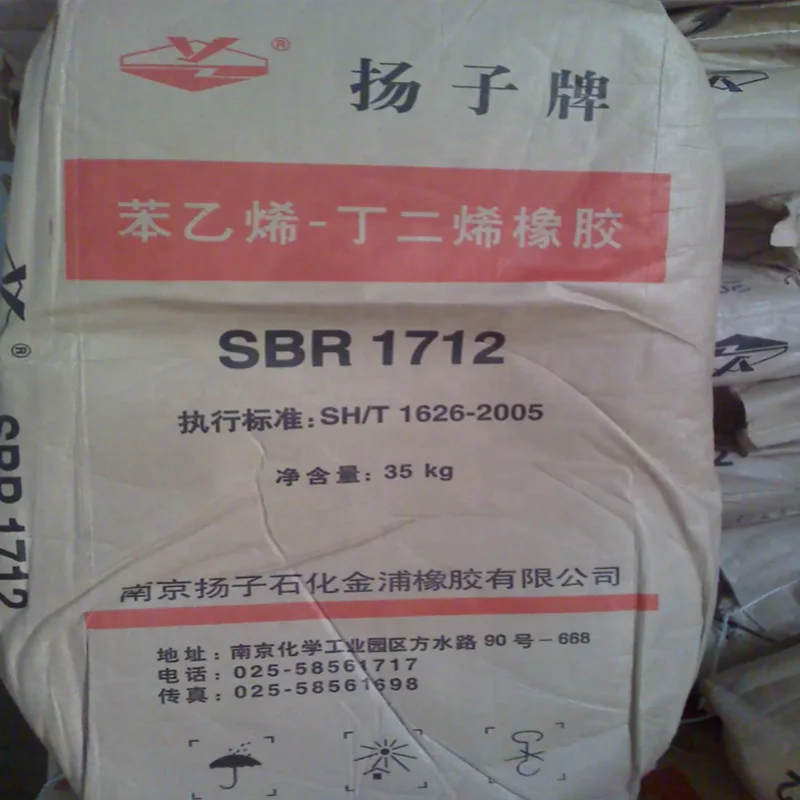 ®
扬子牌
苯乙烯-丁二烯橡胶
SBR 1712
执行标准:SH/T 1626-2005
净含量: 35 kg
南京扬子石化金浦橡胶有限公司
地址:南京化学工业园区方水路90号-668
电话:025-58561717
传真:025-58561698
®
SBR 1712